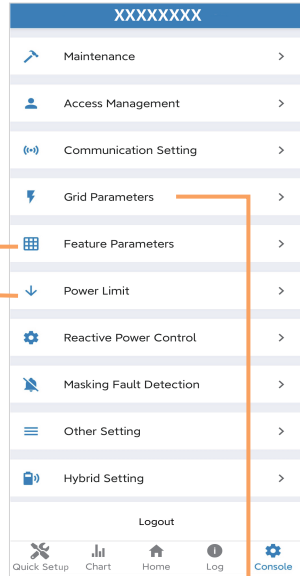 XXXXXXXX
Maintenance
Access Management
Communication Setting
Grid Parameters
Feature Parameters
Power Limit
Reactive Power Control
Masking Fault Detection
Other Setting
Hybrid Setting
Logout
Quick Setup Chart Home Log Console